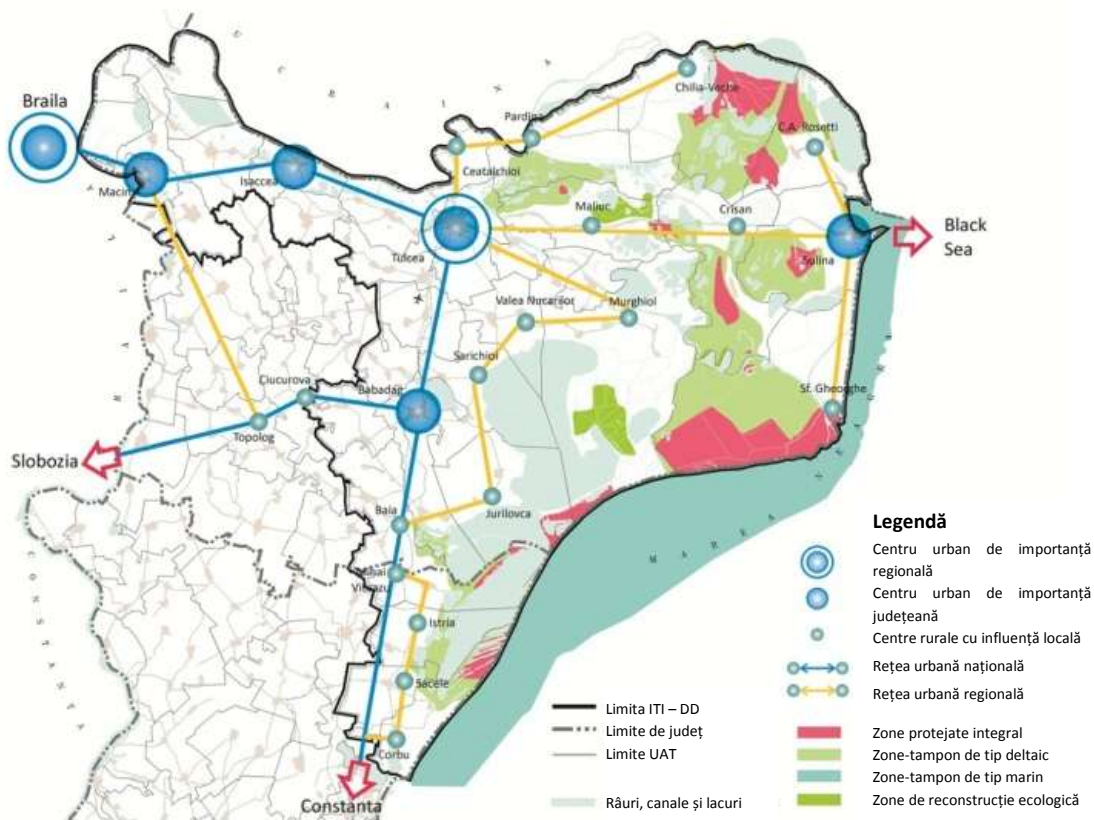 U C R A I N A
Braila
Chilia-Veche
Pardina
C.A. Rosetti
Ceatalchioi
Isaccea
Macin
Maliuc
Crisan
Black
Sea
Tulcea
Sulina
Valea Nucarilor
Murghiol
Sarichioi
Ciucurova
Babadag
Sf. Gheorghe
Topolog
Slobozia
Jurilovca
Baia
M A R E A N E A G R A
Mihai
Viteazu
Istria
C O N S T A N T A
Sacele
Corbu
Constanta
Limita ITI – DD
Limite de județ
Limite UAT
Râuri, canale și lacuri
Legendă
Centru urban de importanță
regională
Centru urban de importanță
județeană
Centre rurale cu influență locală
Rețea urbană națională
Rețea urbană regională
Zone protejate integral
Zone-tampon de tip deltaic
Zone-tampon de tip marin
Zone de reconstrucție ecologică